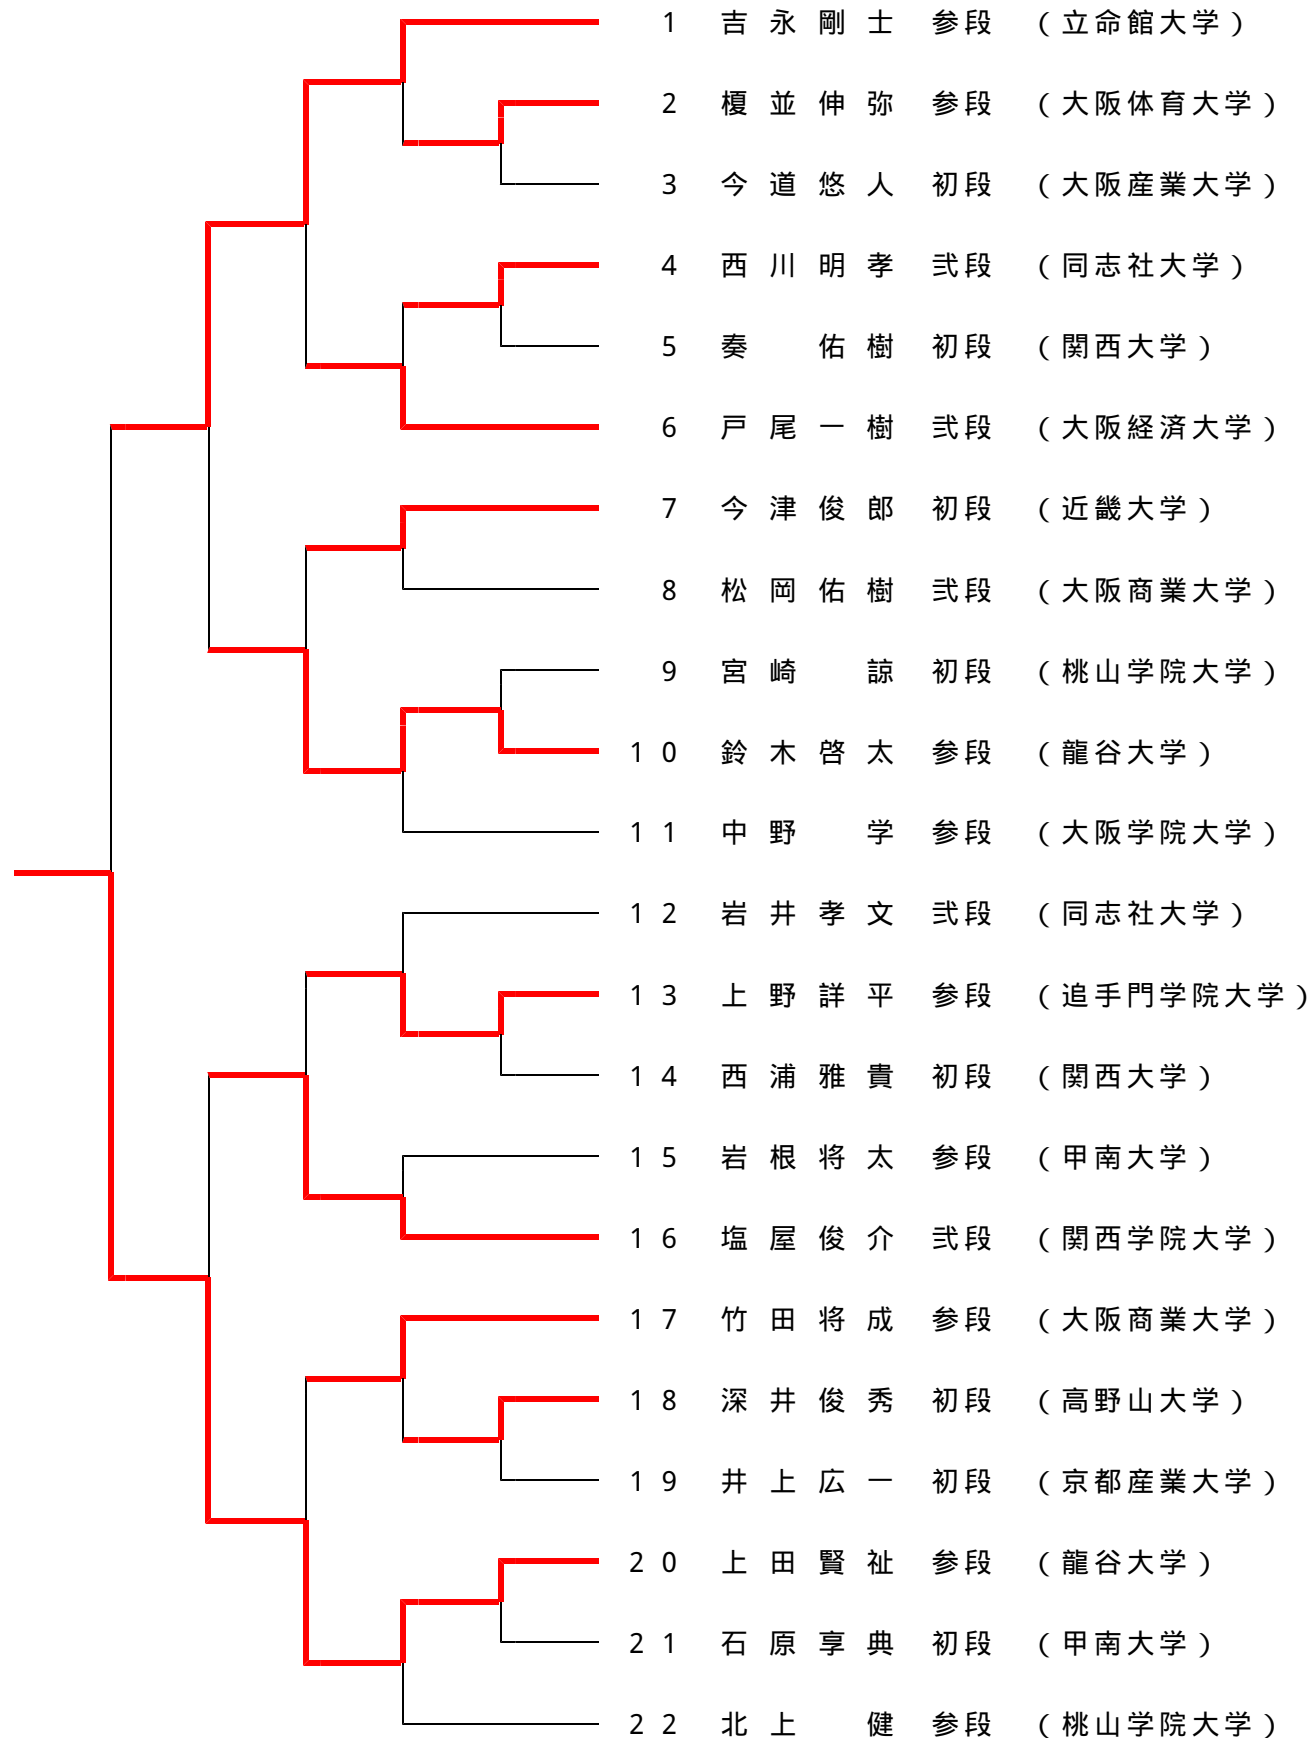 1 吉永剛士 参段 (立命館大学)
2 榎並伸弥 参段 (大阪体育大学)
3 今道悠人 初段 (大阪産業大学)
4 西川明孝 弐段 (同志社大学)
5 奏 佑樹 初段 (関西大学)
6 戸尾一樹 弐段 (大阪経済大学)
7 今津俊郎 初段 (近畿大学)
8 松岡佑樹 弐段 (大阪商業大学)
9 宮崎 諒 初段 (桃山学院大学)
10 鈴木啓太 参段 (龍谷大学)
11 中野 学 参段 (大阪学院大学)
12 岩井孝文 弐段 (同志社大学)
13 上野詳平 参段 (追手門学院大学)
14 西浦雅貴 初段 (関西大学)
15 岩根将太 参段 (甲南大学)
16 塩屋俊介 弐段 (関西学院大学)
17 竹田将成 参段 (大阪商業大学)
18 深井俊秀 初段 (高野山大学)
19 井上広一 初段 (京都産業大学)
20 上田賢祉 参段 (龍谷大学)
21 石原享典 初段 (甲南大学)
22 北上 健 参段 (桃山学院大学)